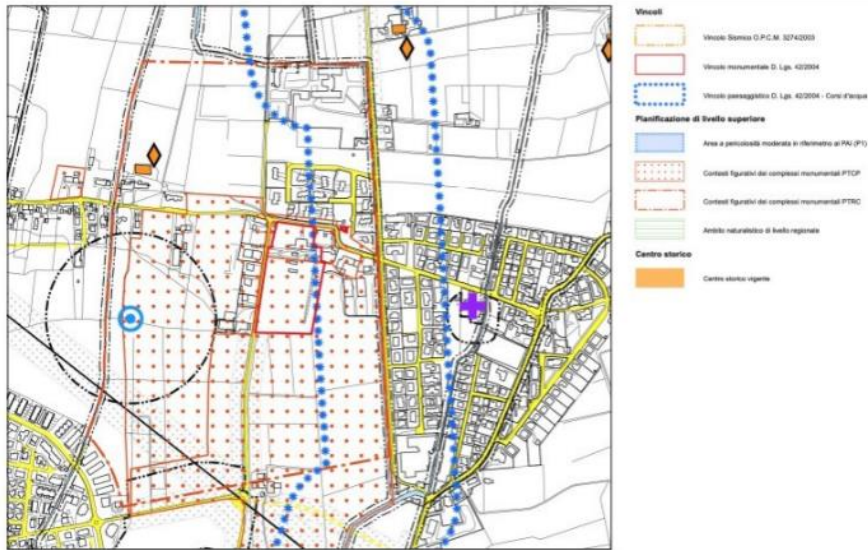 Vincoli
Vincolo Sismico O.P.C.M. 3274/2003
Vincolo monumentale D. Lgs. 42/2004
Vincolo paesaggistico D. Lgs. 42/2004 - Corsi d'acqua
Pianificazione di livello superiore
Area a pericolosità moderata in riferimetno al PAI (P1)
Contesti figurativi dei complessi monumentali PTCP
Contesti figurativi dei complessi monumentali PTRC
Ambito naturalistico di livello regionale
Centro storico
Centro storico vigente